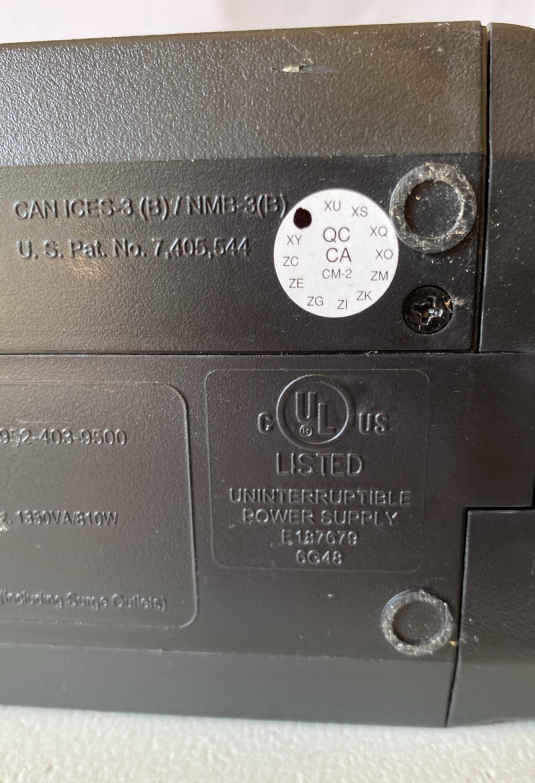 CAN ICES-3 (B) / NMB-3(B)
U. S. Pat. No. 7,405,544
XU XS
XY QC XQ
ZC CA XO
ZE CM-2 ZM
ZG ZI ZK
952-403-9500
1330VA/810W
(Including Surge Outlets)
C UL US
®
LISTED
UNINTERRUPTIBLE
POWER SUPPLY
E187679
6G48